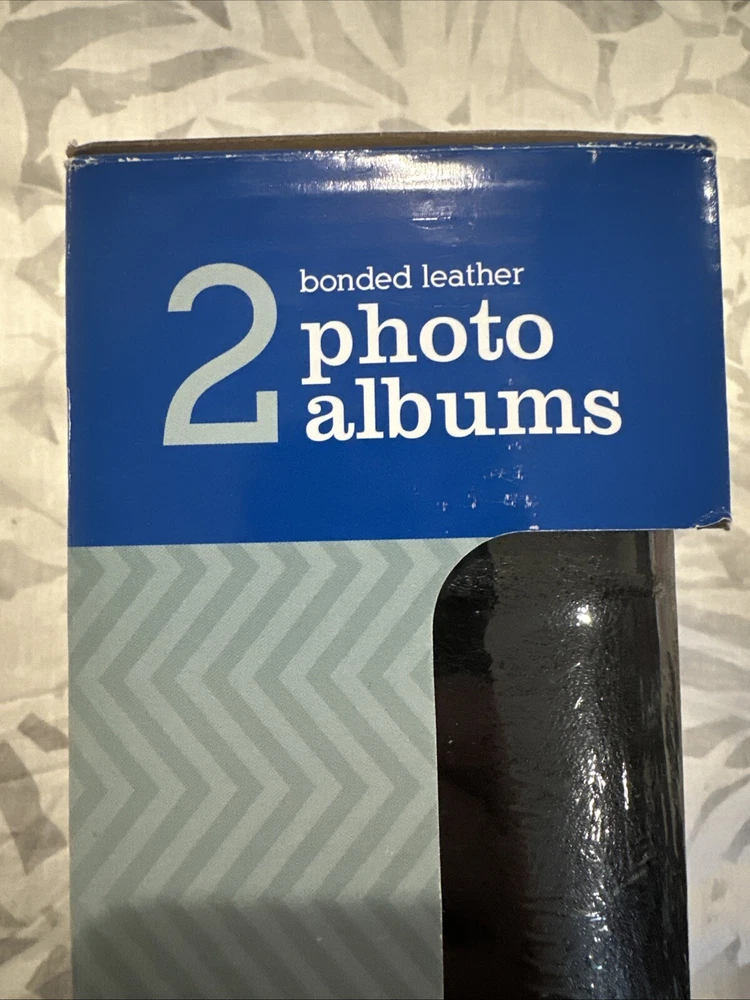 2
bonded leather
photo
albums